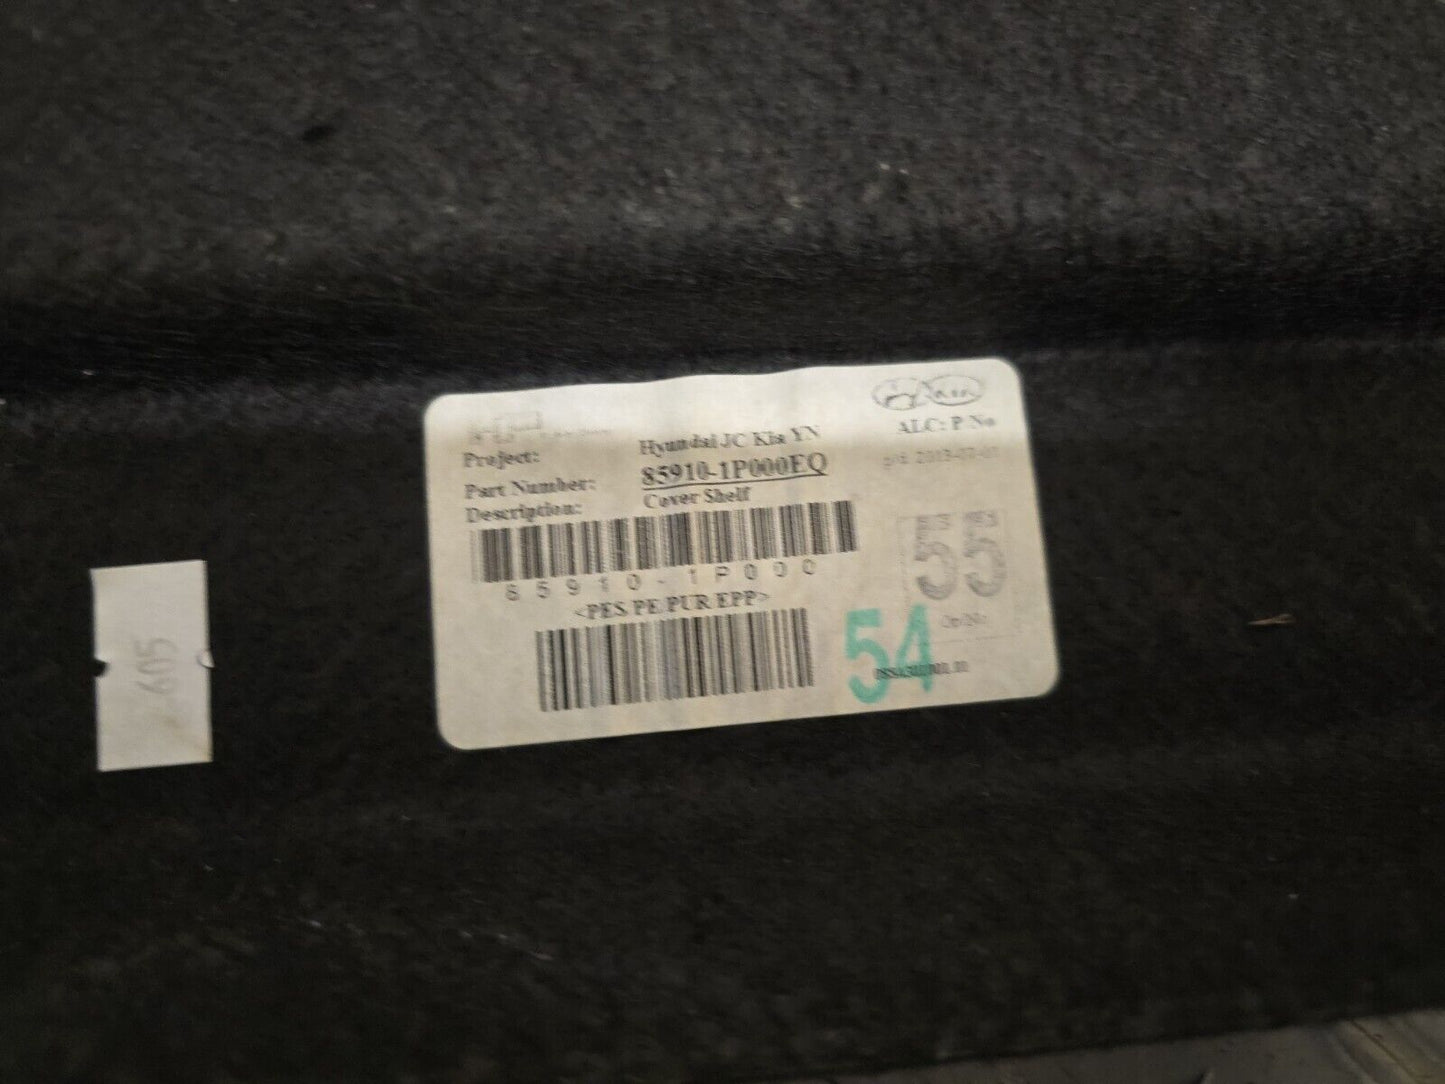 KIA
ALC: P No
Project: Hyundai JC Kia YN
Part Number: 85910-1P000EQ
Description: Cover Shelf
55
85910-1P000
<PES/PE/PUR/EPP>
54
605